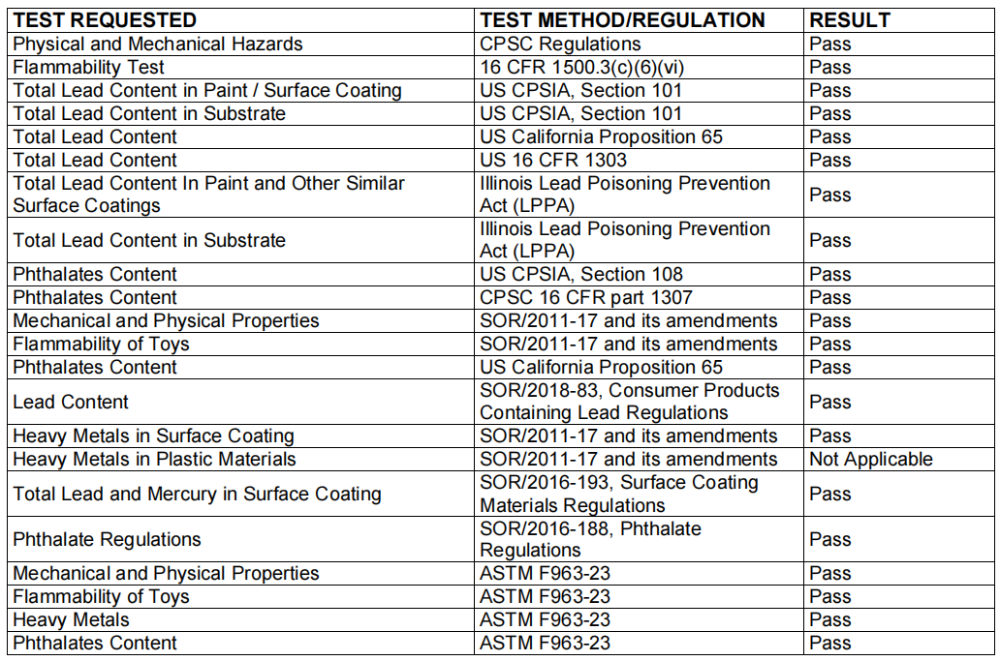 TEST REQUESTED TEST METHOD/REGULATION RESULT
Physical and Mechanical Hazards CPSC Regulations Pass
Flammability Test 16 CFR 1500.3(c)(6)(vi) Pass
Total Lead Content in Paint / Surface Coating US CPSIA, Section 101 Pass
Total Lead Content in Substrate US CPSIA, Section 101 Pass
Total Lead Content US California Proposition 65 Pass
Total Lead Content US 16 CFR 1303 Pass
Total Lead Content In Paint and Other Similar
Surface Coatings
Illinois Lead Poisoning Prevention
Act (LPPA)
Pass
Total Lead Content in Substrate
Illinois Lead Poisoning Prevention
Act (LPPA)
Pass
Phthalates Content US CPSIA, Section 108 Pass
Phthalates Content CPSC 16 CFR part 1307 Pass
Mechanical and Physical Properties SOR/2011-17 and its amendments Pass
Flammability of Toys SOR/2011-17 and its amendments Pass
Phthalates Content US California Proposition 65 Pass
Lead Content
SOR/2018-83, Consumer Products
Containing Lead Regulations
Pass
Heavy Metals in Surface Coating SOR/2011-17 and its amendments Pass
Heavy Metals in Plastic Materials SOR/2011-17 and its amendments Not Applicable
Total Lead and Mercury in Surface Coating
SOR/2016-193, Surface Coating
Materials Regulations
Pass
Phthalate Regulations
SOR/2016-188, Phthalate
Regulations
Pass
Mechanical and Physical Properties ASTM F963-23 Pass
Flammability of Toys ASTM F963-23 Pass
Heavy Metals ASTM F963-23 Pass
Phthalates Content ASTM F963-23 Pass